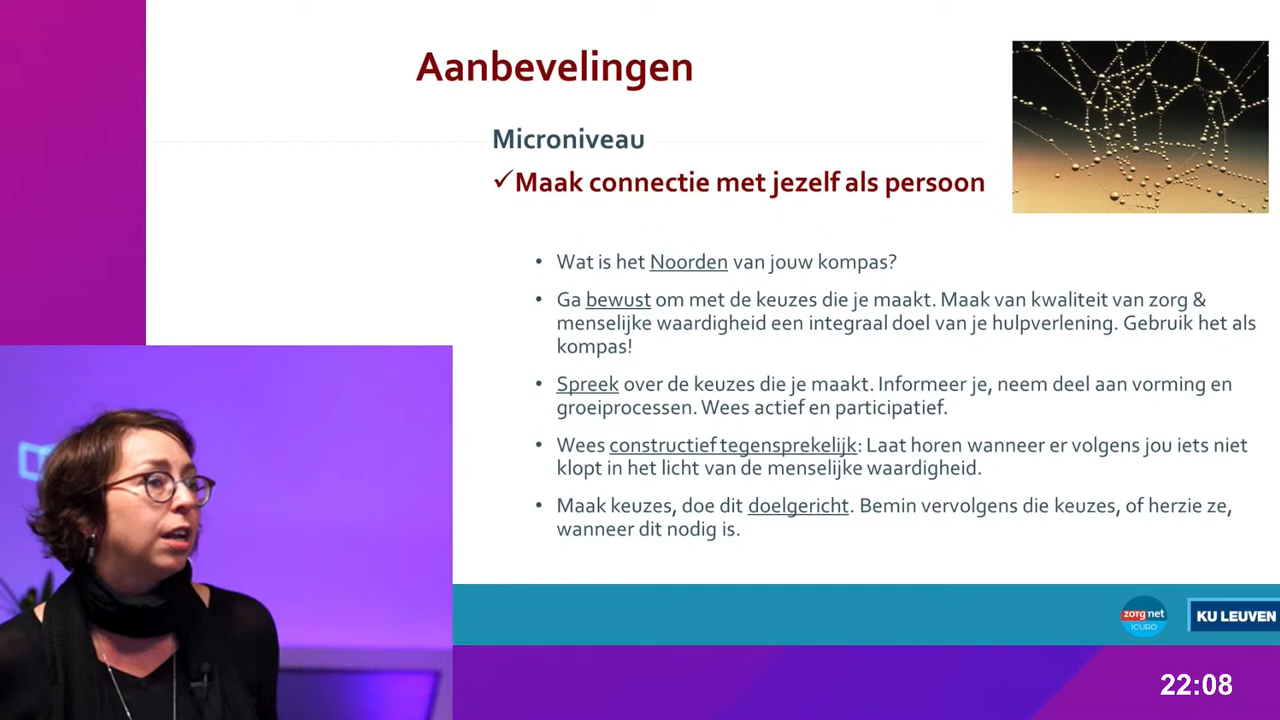 Aanbevelingen
Microniveau
✓Maak connectie met jezelf als persoon
• Wat is het Noorden van jouw kompas?
• Ga bewust om met de keuzes die je maakt. Maak van kwaliteit van zorg &
menselijke waardigheid een integraal doel van je hulpverlening. Gebruik het als
kompas!
• Spreek over de keuzes die je maakt. Informeer je, neem deel aan vorming en
groeiprocessen. Wees actief en participatief.
• Wees constructief tegensprekelijk: Laat horen wanneer er volgens jou iets niet
klopt in het licht van de menselijke waardigheid.
• Maak keuzes, doe dit doelgericht. Bemin vervolgens die keuzes, of herzie ze,
wanneer dit nodig is.
zorgnet
ICURO
KU LEUVEN
22:08